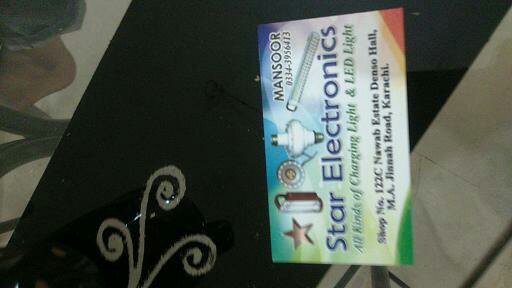 MANSOOR
0334-3956413
Star Electronics
All Kinds of Charging Light & LED Light
Shop No. 122C Nawab Estate Denso Hall,
M.A. Jinnah Road, Karachi.